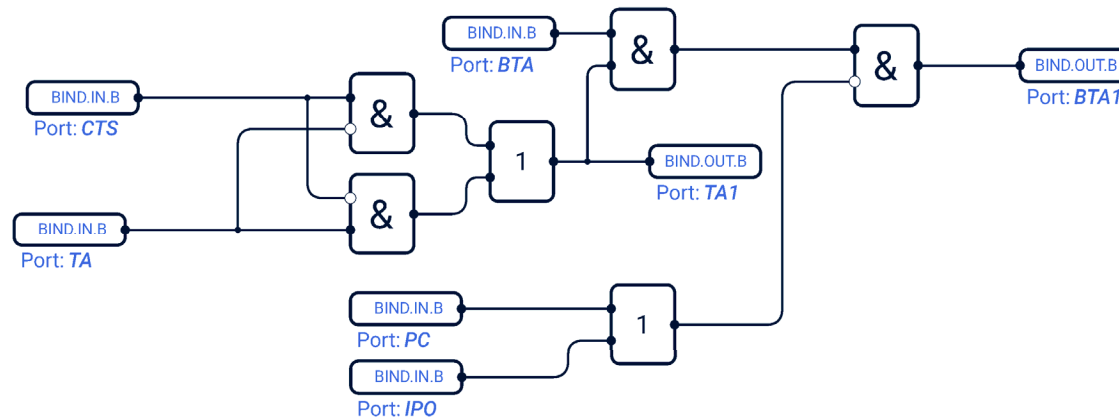 BIND.IN.B
Port: BTA
&
&
BIND.OUT.B
Port: BTA1
BIND.IN.B
Port: CTS
&
1
BIND.OUT.B
Port: TA1
&
BIND.IN.B
Port: TA
BIND.IN.B
Port: PC
1
BIND.IN.B
Port: IPO